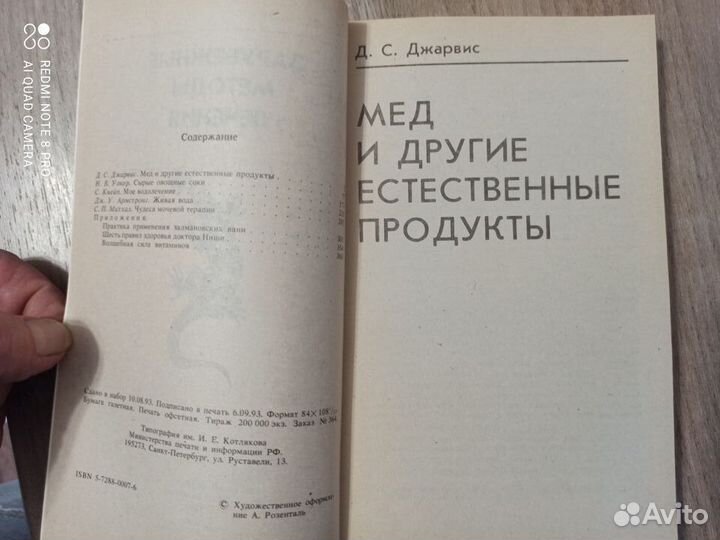 Содержание
Д. С. Джарвис. Мед и другие естественные продукты
Н. В. Уокер. Сырые овощные соки
С. Кнейп. Мое водолечение
Дж. У. Армстронг. Живая вода
С. П. Матхал. Чудеса мочевой терапии
Приложения
Практика применения залмановских ванн
Шесть правил здоровья доктора Ниши
Волшебная сила витаминов
Сдано в набор 10.08.93. Подписано в печать 6.09.93. Формат 84×108
Бумага газетная. Печать офсетная. Тираж 200 000 экз. Заказ № 364
Типография им. И. Е. Котлякова
Министерства печати и информации РФ.
195273, Санкт-Петербург, ул. Руставели, 13.
ISBN 5-7288-0007-6
© Художественное оформле-
ние А. Розенталь
Д. С. Джарвис
МЕД
И ДРУГИЕ
ЕСТЕСТВЕННЫЕ
ПРОДУКТЫ
REDMI NOTE 8 PRO
AI QUAD CAMERA
Avito